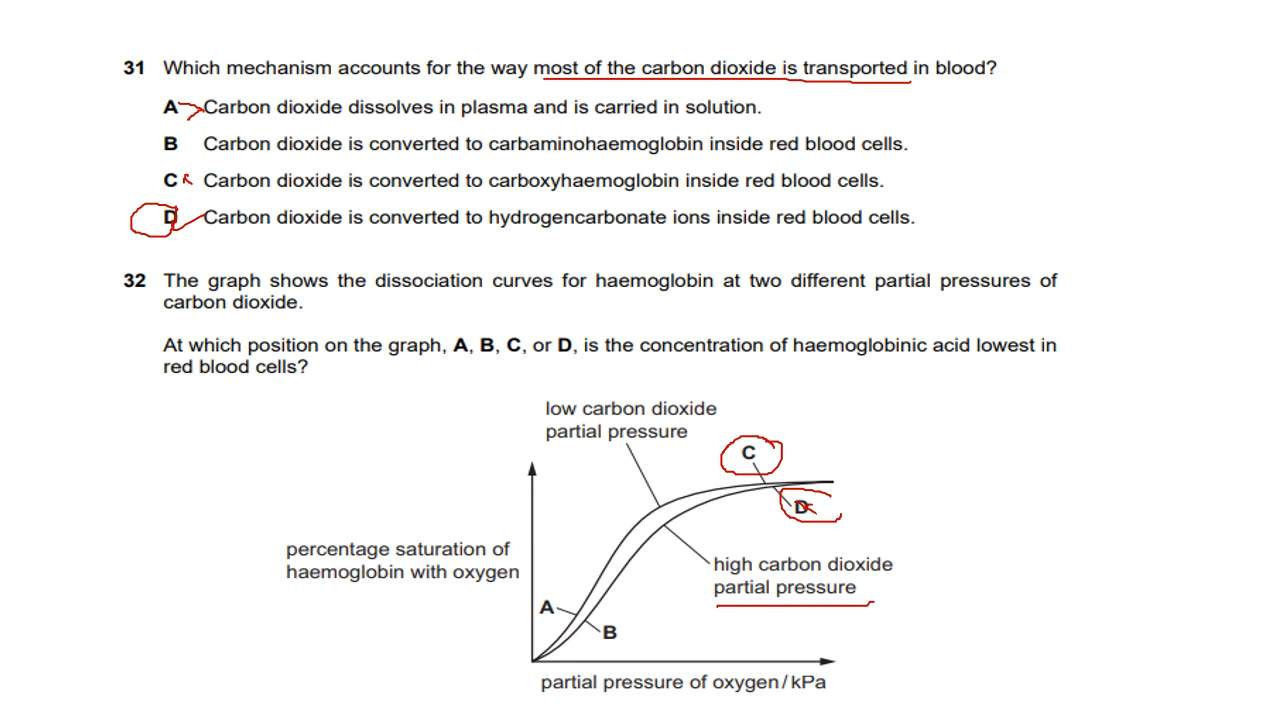 31 Which mechanism accounts for the way most of the carbon dioxide is transported in blood?
A Carbon dioxide dissolves in plasma and is carried in solution.
B Carbon dioxide is converted to carbaminohaemoglobin inside red blood cells.
C Carbon dioxide is converted to carboxyhaemoglobin inside red blood cells.
D Carbon dioxide is converted to hydrogencarbonate ions inside red blood cells.
32 The graph shows the dissociation curves for haemoglobin at two different partial pressures of
carbon dioxide.
At which position on the graph, A, B, C, or D, is the concentration of haemoglobinic acid lowest in
red blood cells?
low carbon dioxide
partial pressure
C
D
percentage saturation of
haemoglobin with oxygen
high carbon dioxide
partial pressure
A
B
partial pressure of oxygen/kPa